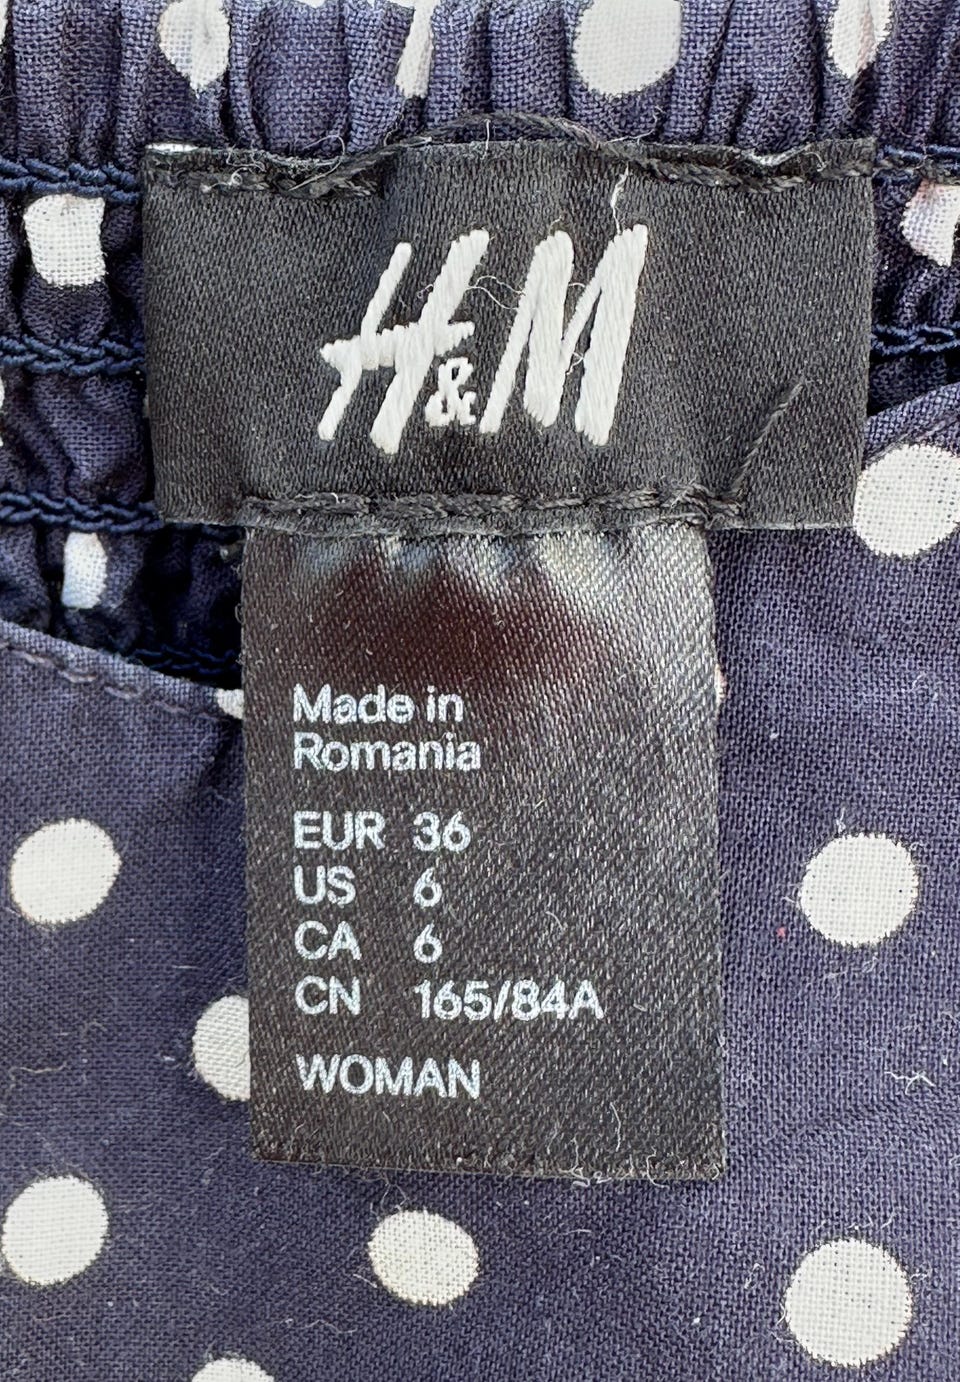 H&M
Made in
Romania
EUR 36
US 6
CA 6
CN 165/84A
WOMAN